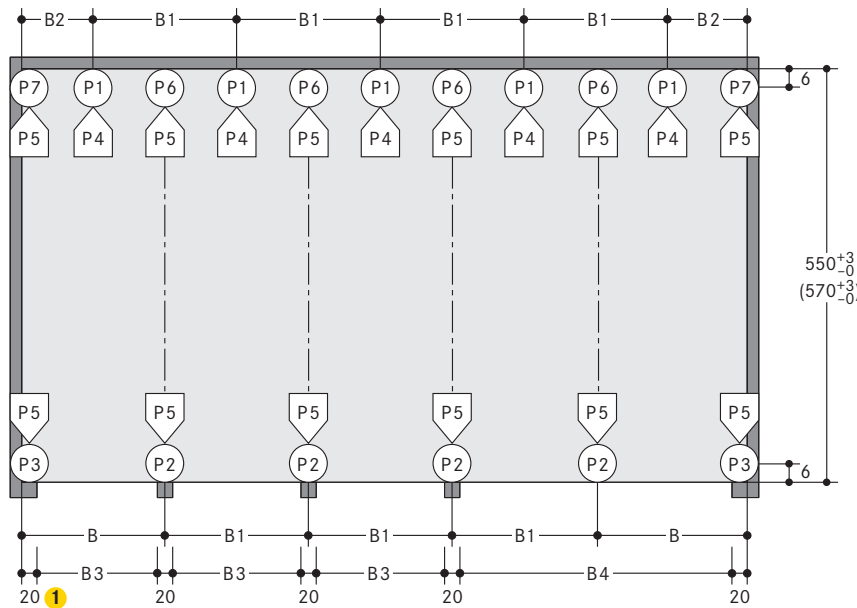 B2 B1 B1 B1 B1 B2
6
P7 P1 P6 P1 P6 P1 P6 P1 P6 P1 P7
P5 P4 P5 P4 P5 P4 P5 P4 P5 P4 P5
550 +3 -0
(570 +3 -0)
P5 P5 P5 P5 P5 P5
P3 P2 P2 P2 P2 P3
6
B B1 B1 B1 B
B3 B3 B3 B4
20 1 20 20 20 20